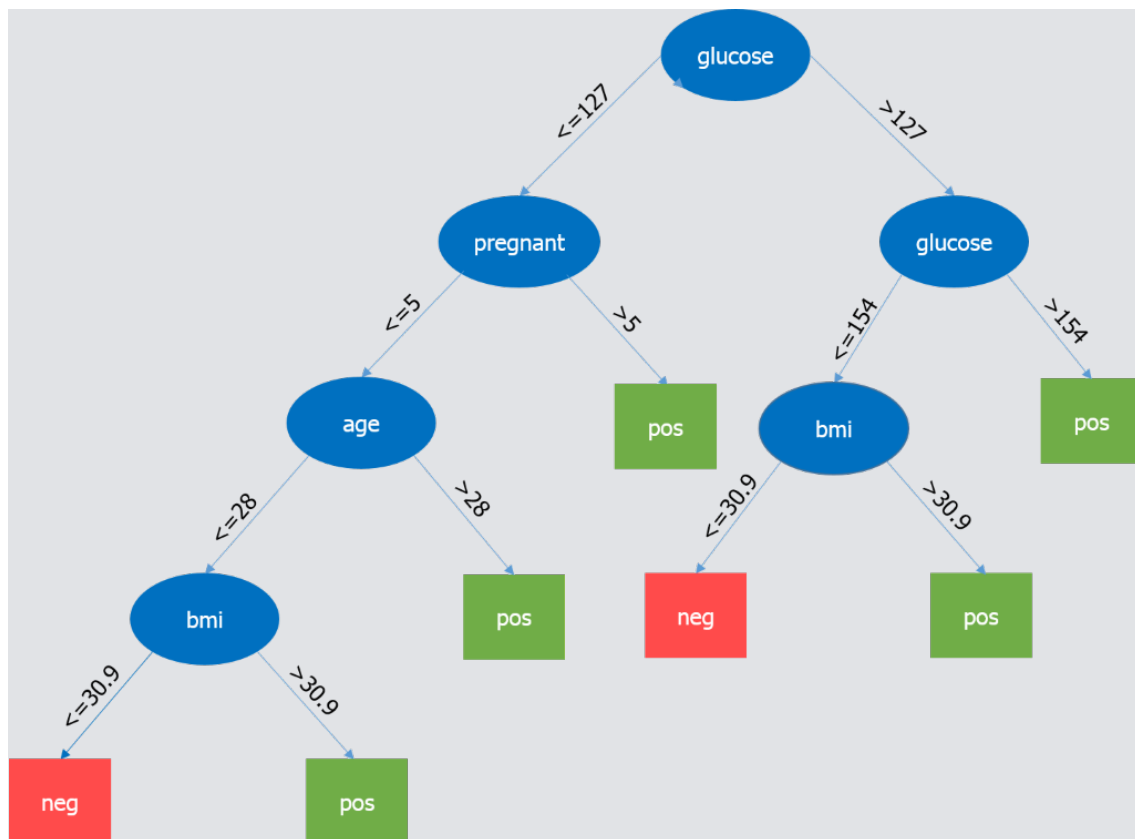 glucose
<=127
>127
pregnant
glucose
<=5
>5
<=154
>154
age
pos
bmi
pos
<=28
>28
<=30.9
>30.9
bmi
pos
neg
pos
<=30.9
>30.9
neg
pos